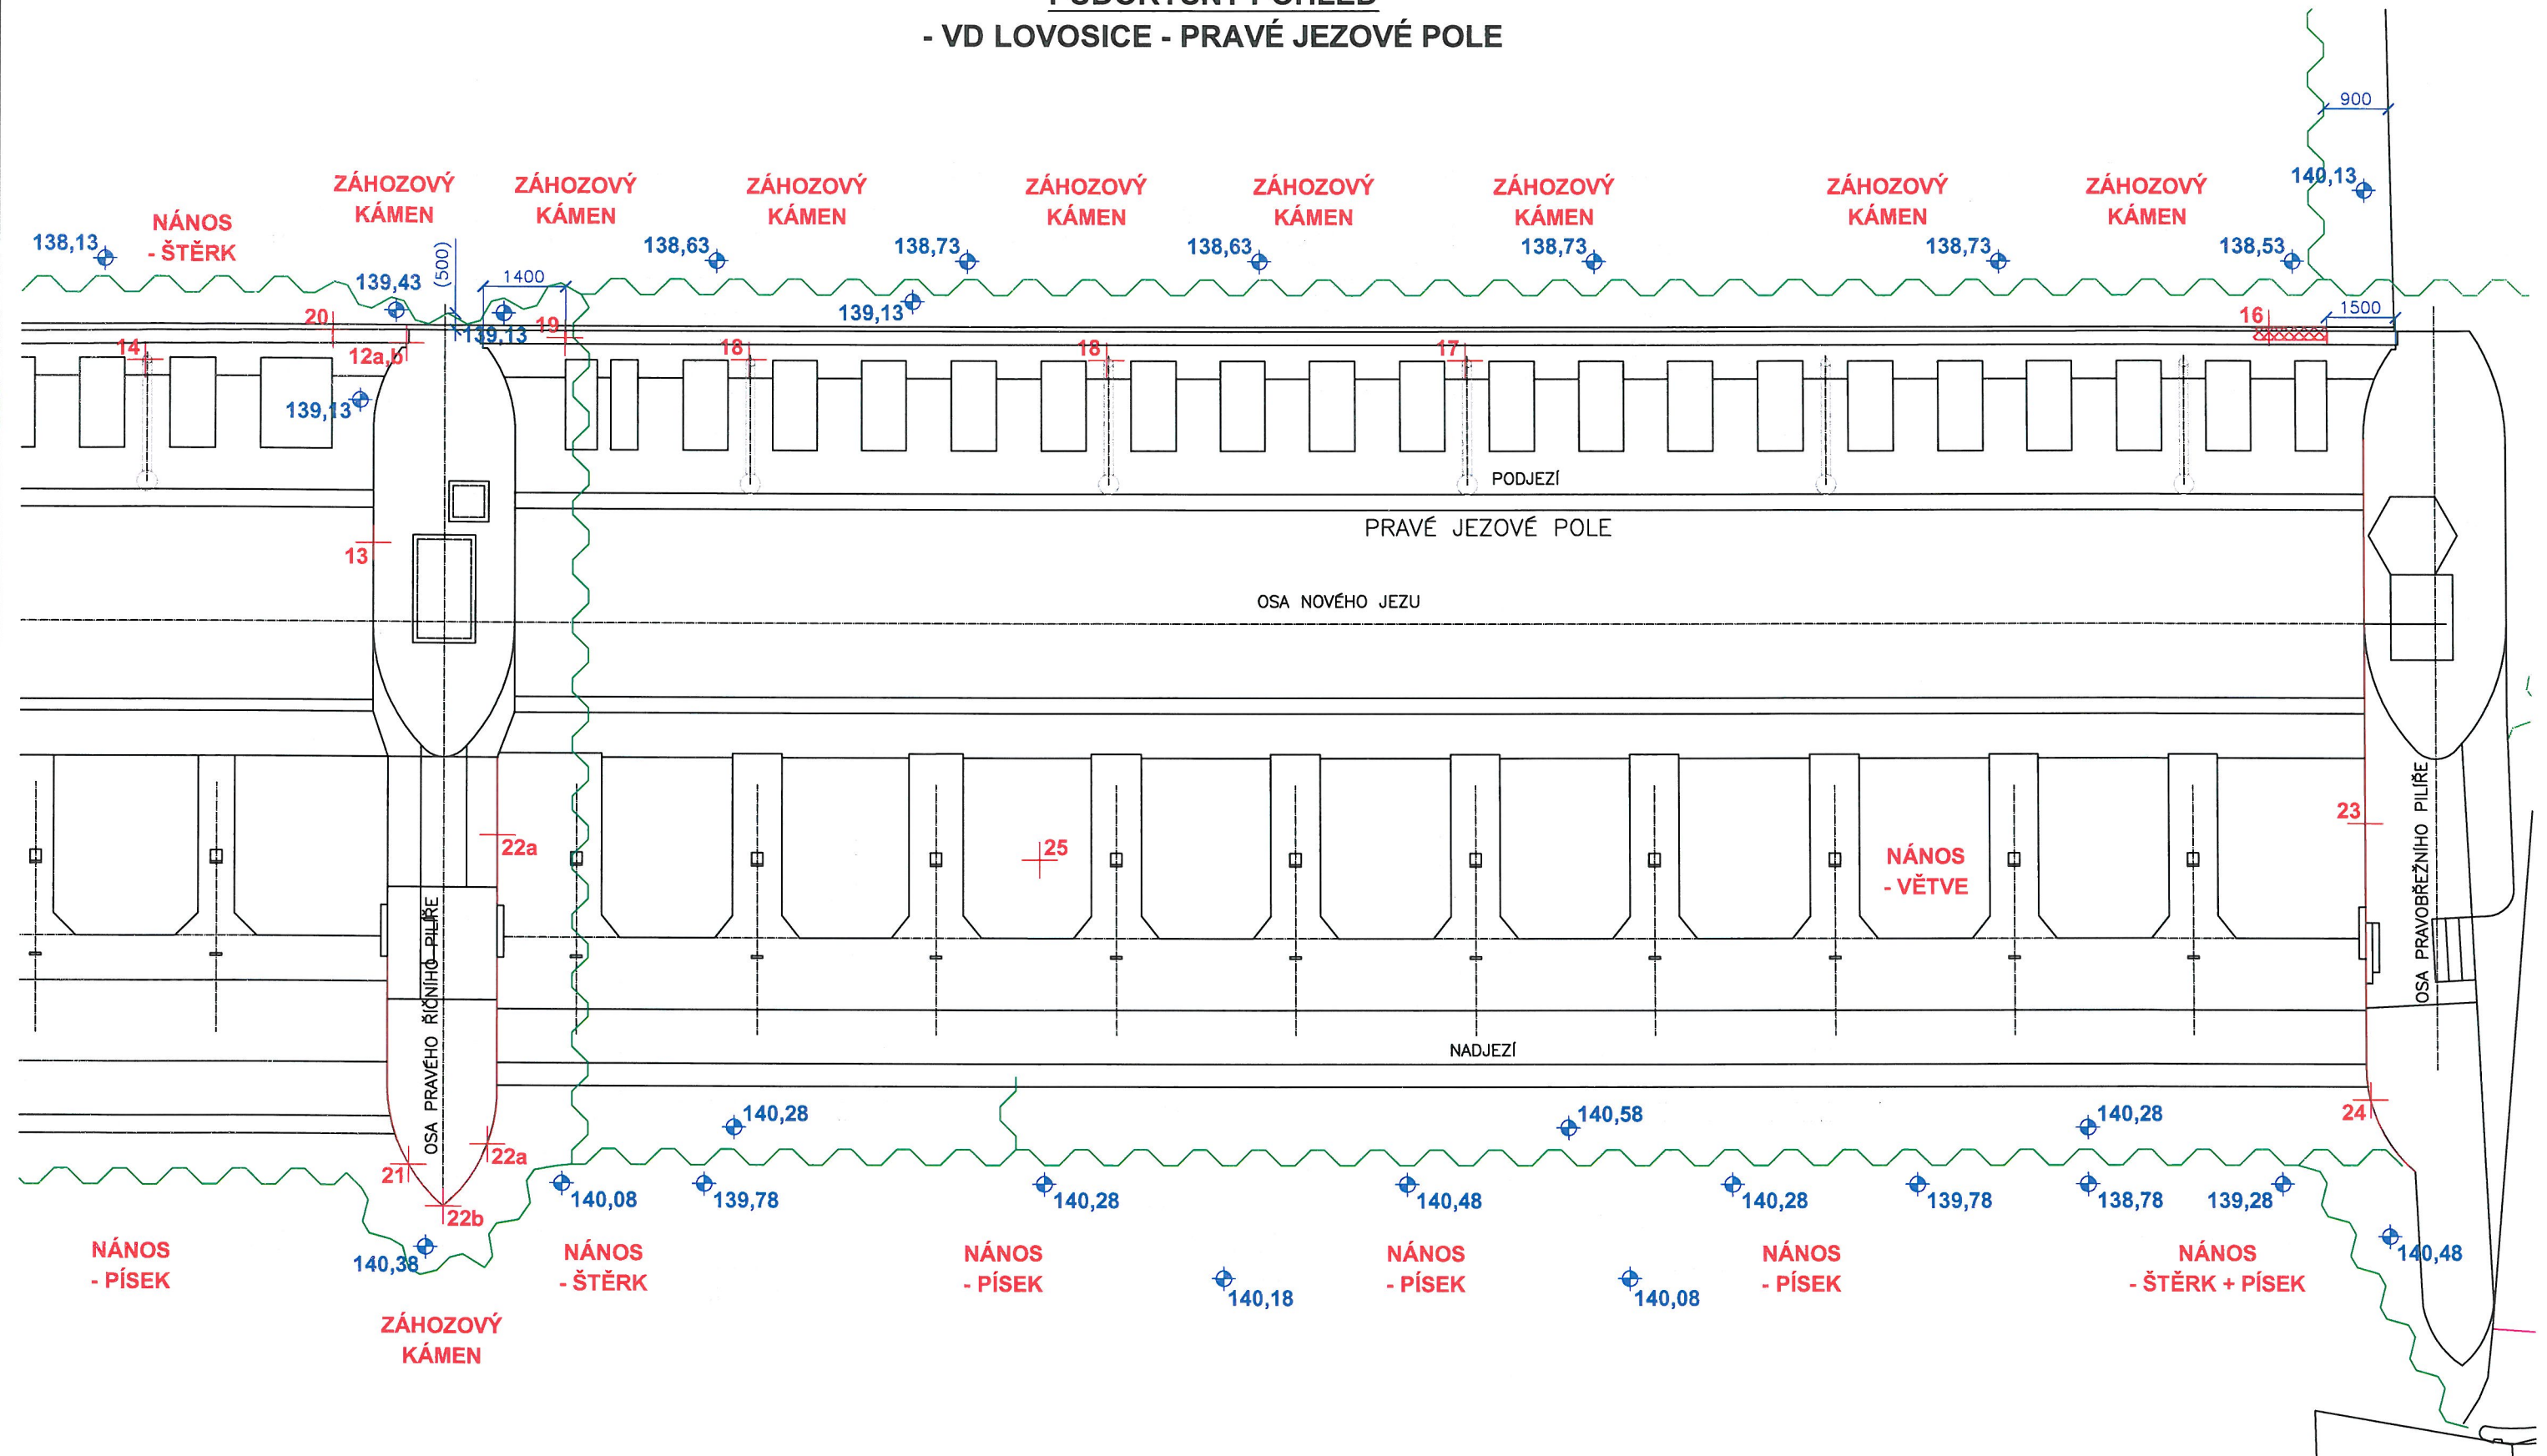 - VD LOVOSICE - PRAVÉ JEZOVÉ POLE
900
140,13
ZÁHOZOVÝ
KÁMEN
ZÁHOZOVÝ
KÁMEN
ZÁHOZOVÝ
KÁMEN
ZÁHOZOVÝ
KÁMEN
ZÁHOZOVÝ
KÁMEN
ZÁHOZOVÝ
KÁMEN
ZÁHOZOVÝ
KÁMEN
ZÁHOZOVÝ
KÁMEN
NÁNOS
- ŠTĚRK
138,13
138,63
138,73
138,63
138,73
138,73
138,53
139,43
(500)
1400
139,13
1500
20
139,13
19
16
14
12a,b
18
18
17
139,13
PODJEZÍ
PRAVÉ JEZOVÉ POLE
13
OSA NOVÉHO JEZU
23
22a
25
NÁNOS
- VĚTVE
OSA PRAVÉHO ŘÍČNÍHO PILÍŘE
OSA PRAVOBŘEŽNÍHO PILÍŘE
NADJEZÍ
140,28
140,58
140,28
24
22a
21
140,08
139,78
140,28
140,48
140,28
139,78
138,78
139,28
22b
140,38
140,48
NÁNOS
- PÍSEK
NÁNOS
- ŠTĚRK
NÁNOS
- PÍSEK
NÁNOS
- PÍSEK
NÁNOS
- PÍSEK
NÁNOS
- ŠTĚRK + PÍSEK
140,18
140,08
ZÁHOZOVÝ
KÁMEN